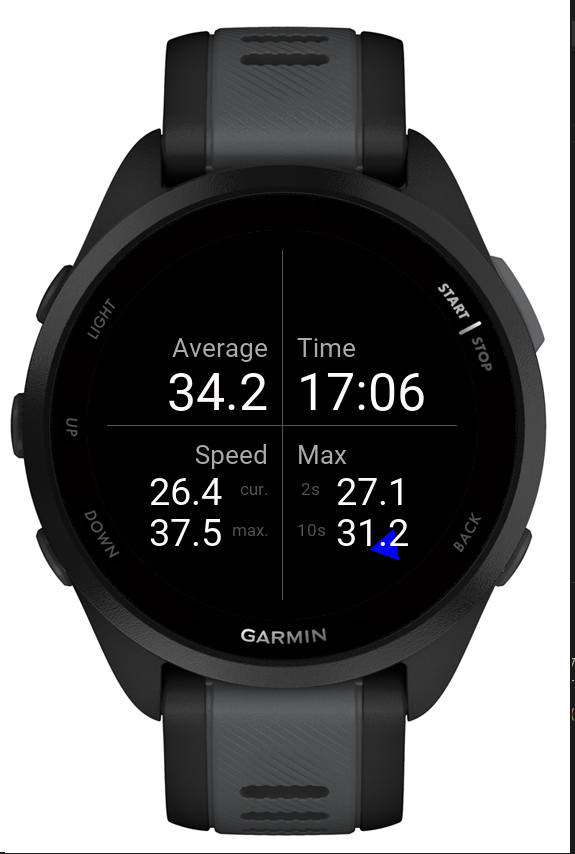 START
STOP
LIGHT
Average Time
34.2 17:06
UP
Speed Max
26.4 cur. 2s 27.1
37.5 max. 10s 31.2
DOWN
BACK
GARMIN